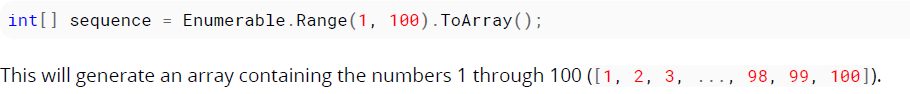 int[] sequence = Enumerable.Range(1, 100).ToArray();
This will generate an array containing the numbers 1 through 100 ([1, 2, 3, ..., 98, 99, 100]).